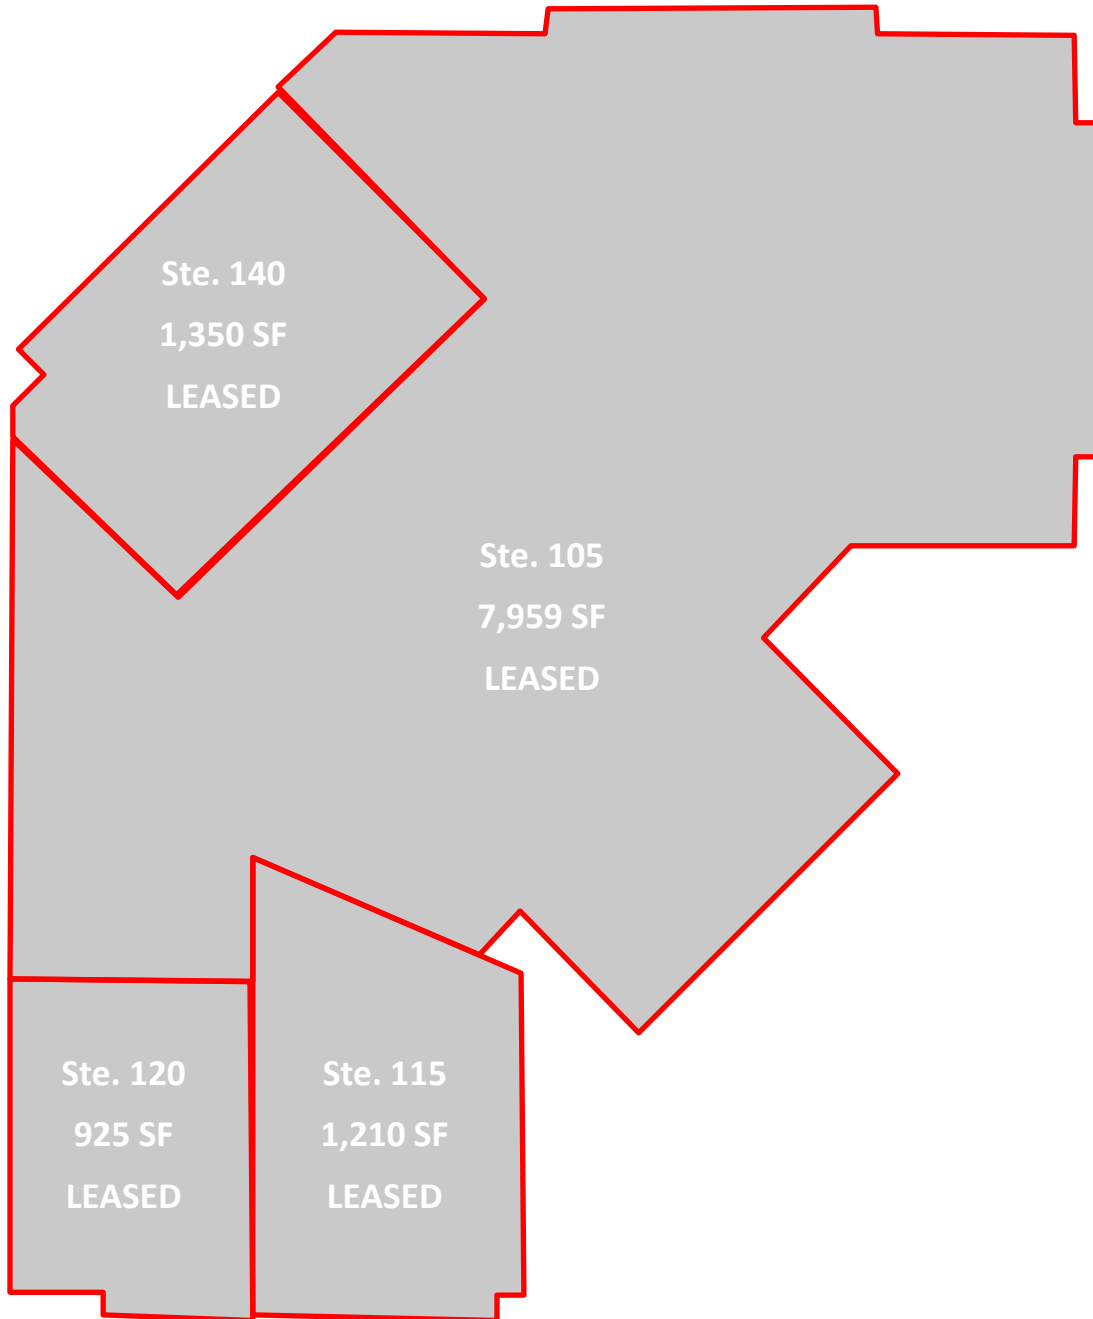 Ste. 140
1,350 SF
LEASED
Ste. 105
7,959 SF
LEASED
Ste. 120
925 SF
LEASED
Ste. 115
1,210 SF
LEASED